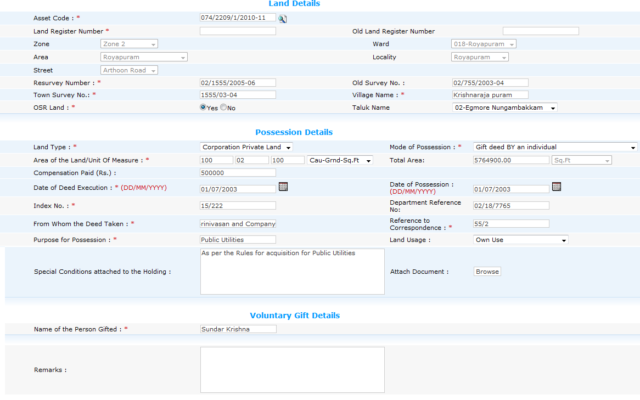 Land Details
Asset Code : * 074/2209/1/2010-11
Land Register Number * Old Land Register Number
Zone Zone 2 Ward 018-Royapuram
Area Royapuram Locality Royapuram
Street Arthoon Road
Resurvey Number : * 02/1555/2005-06 Old Survey No. : 02/755/2003-04
Town Survey No.: * 1555/03-04 Village Name : * Krishnaraja puram
OSR Land : * Yes No Taluk Name 02-Egmore Nungambakkam
Possession Details
Land Type : * Corporation Private Land Mode of Possession : * Gift deed BY an individual
Area of the Land/Unit Of Measure : * 100 02 100 Cau-Grnd-Sq.Ft Total Area: 5764900.00 Sq.Ft
Compensation Paid (Rs.) : 500000
Date of Deed Execution : * (DD/MM/YYYY) 01/07/2003 Date of Possession : (DD/MM/YYYY) 01/07/2003
Index No. : * 15/222 Department Reference No: 02/18/7765
From Whom the Deed Taken : * rinivasan and Company Reference to Correspondence : * 55/2
Purpose for Possession : * Public Utilities Land Usage : Own Use
Special Conditions attached to the Holding : As per the Rules for acquisition for Public Utilities Attach Document : Browse
Voluntary Gift Details
Name of the Person Gifted : * Sundar Krishna
Remarks :